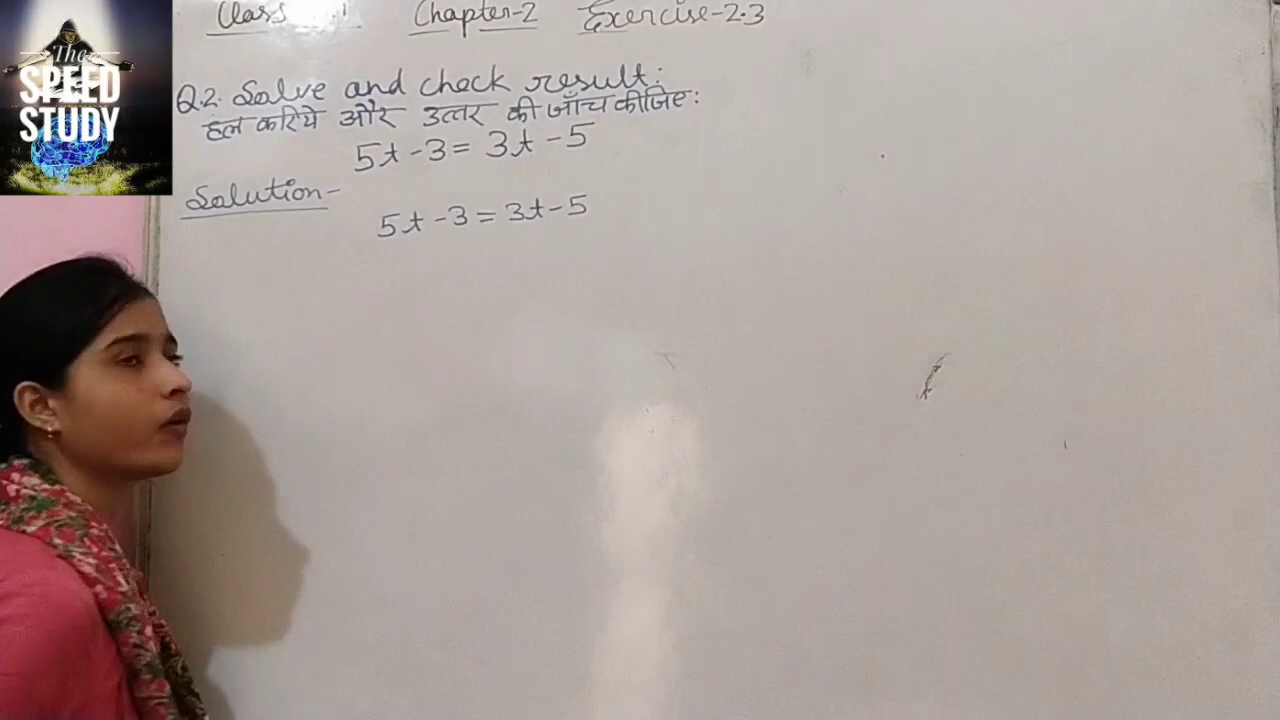 The
SPEED
STUDY
Class Chapter-2 Exercise-2.3
Q.2. Solve and check result:
हल करिये और उत्तर की जाँच कीजिए:
5t-3=3t-5
Solution-
5t-3=3t-5